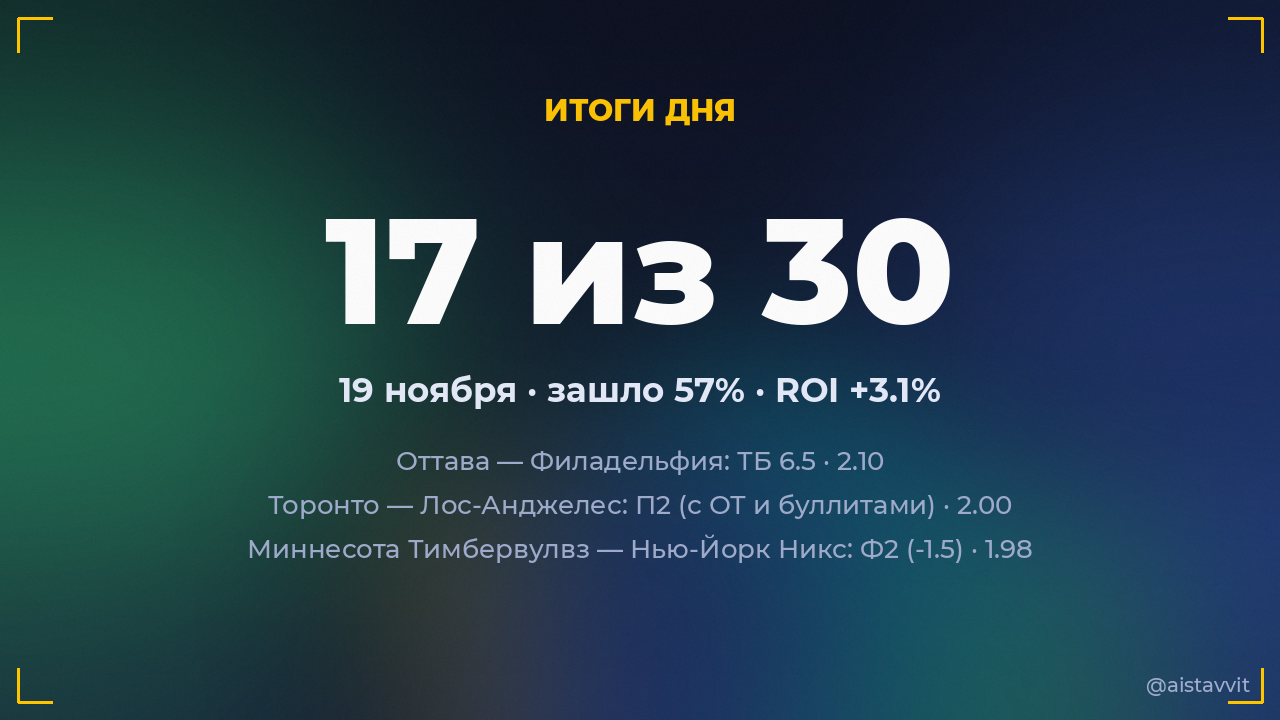 ИТОГИ ДНЯ
17 из 30
19 ноября · зашло 57% · ROI +3.1%
Оттава — Филадельфия: ТБ 6.5 · 2.10
Торонто — Лос-Анджелес: П2 (с ОТ и буллитами) · 2.00
Миннесота Тимбервулвз — Нью-Йорк Никс: Ф2 (-1.5) · 1.98
@aistavvit